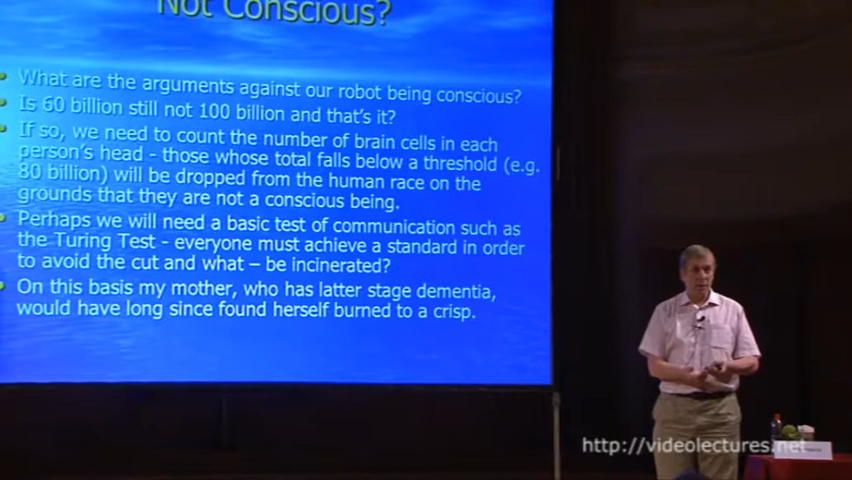 Not Conscious?
What are the arguments against our robot being conscious?
Is 60 billion still not 100 billion and that's it?
If so, we need to count the number of brain cells in each
person's head - those whose total falls below a threshold (e.g.
80 billion) will be dropped from the human race on the
grounds that they are not a conscious being.
Perhaps we will need a basic test of communication such as
the Turing Test - everyone must achieve a standard in order
to avoid the cut and what – be incinerated?
On this basis my mother, who has latter stage dementia,
would have long since found herself burned to a crisp.
http://videolectures.net